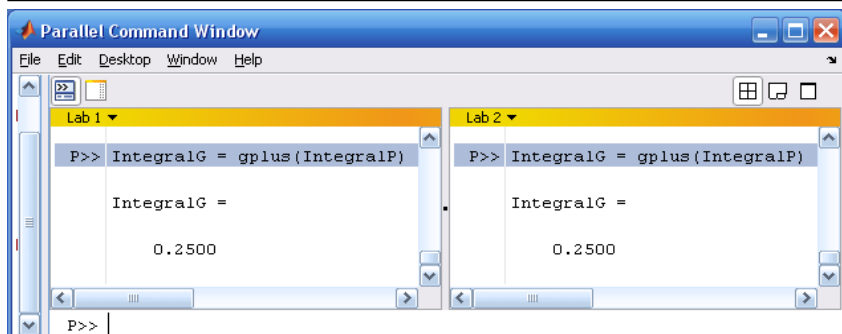 Parallel Command Window
File Edit Desktop Window Help
Lab 1
P>> IntegralG = gplus(IntegralP)
IntegralG =
0.2500
Lab 2
P>> IntegralG = gplus(IntegralP)
IntegralG =
0.2500
P>>